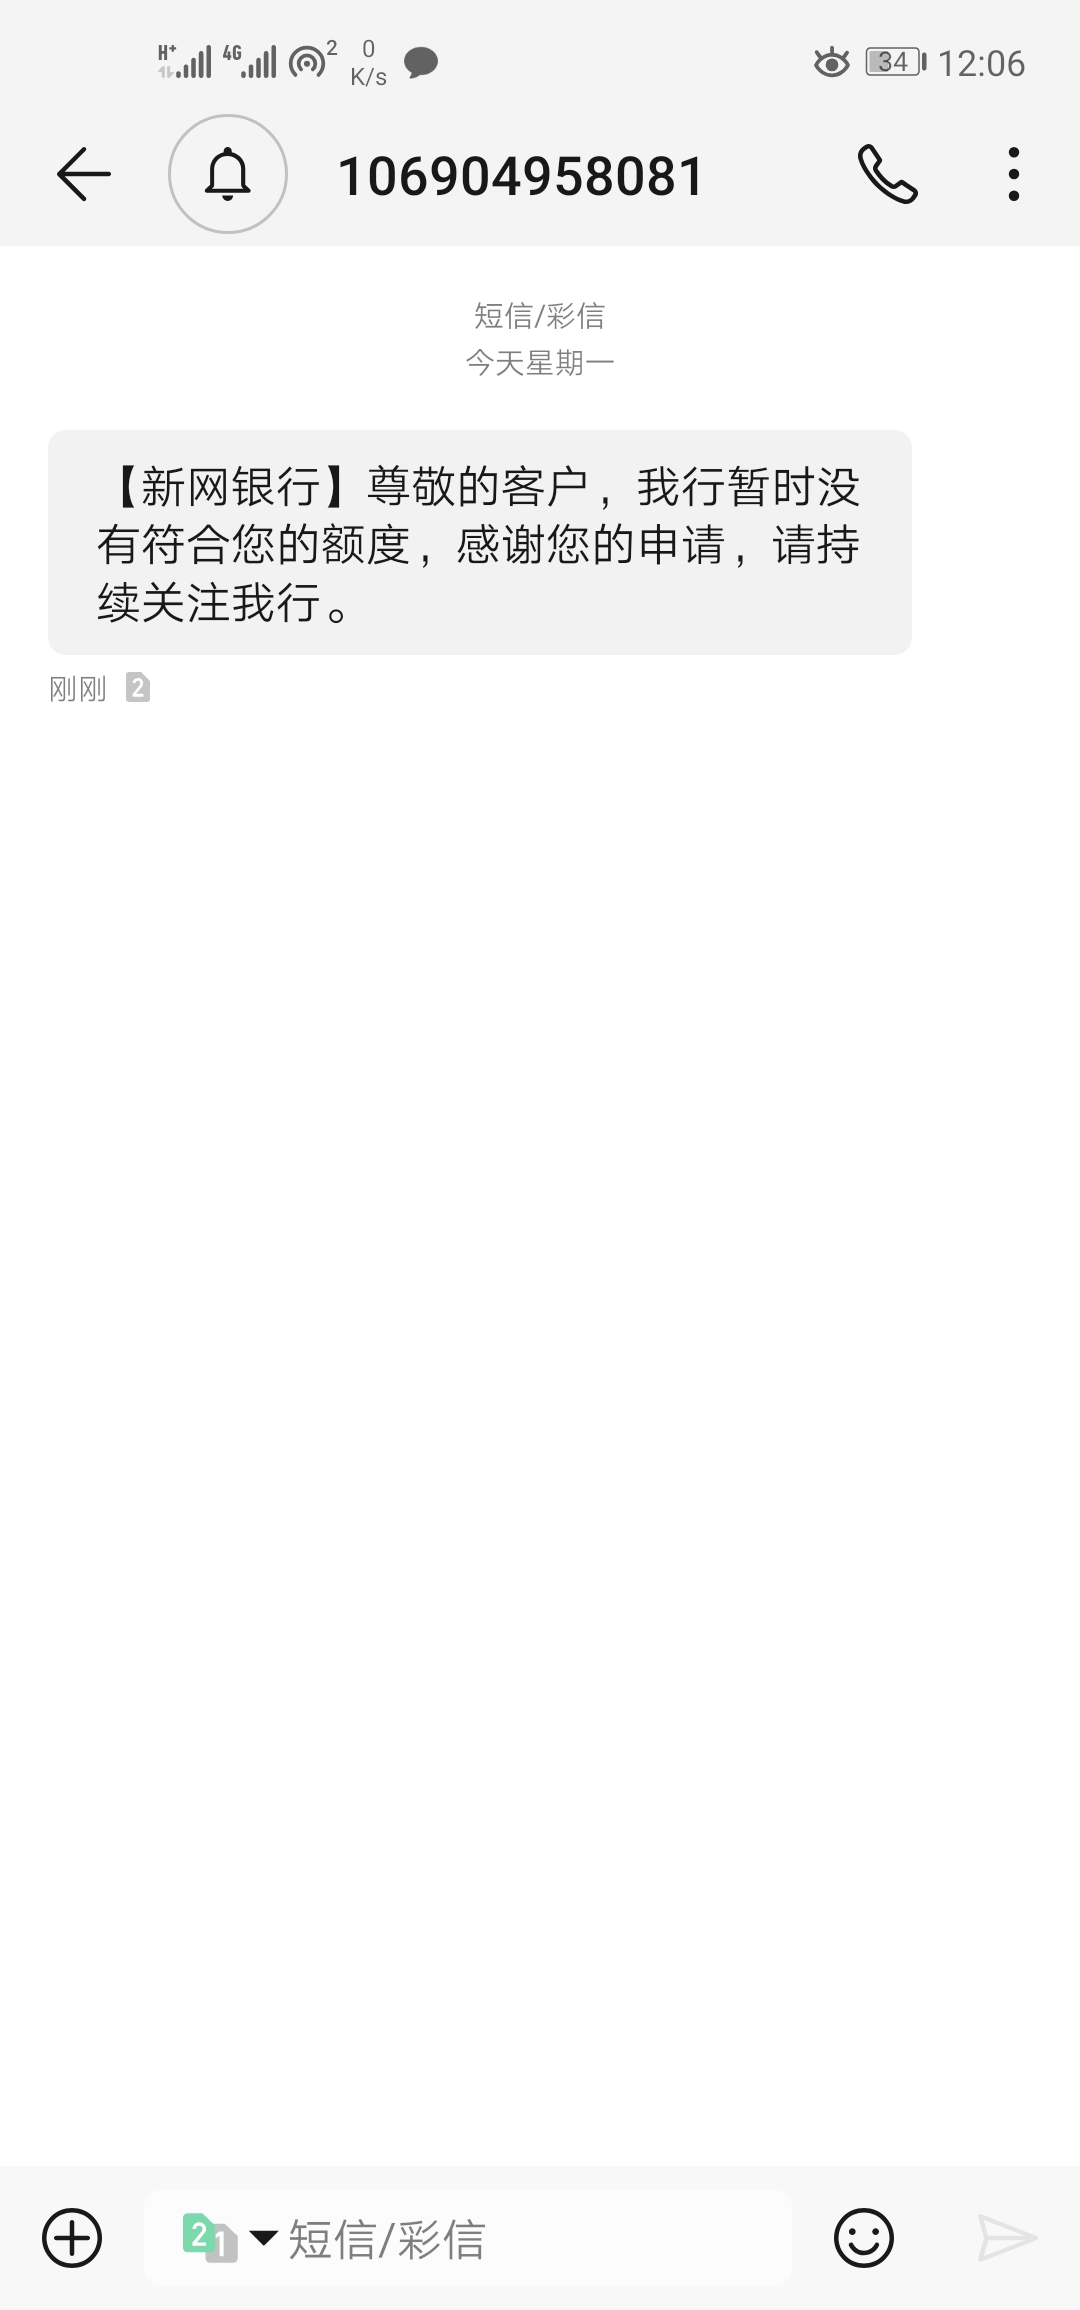 H+ 4G 2 0 K/s 34 12:06
106904958081
短信/彩信
今天星期一
【新网银行】尊敬的客户，我行暂时没
有符合您的额度，感谢您的申请，请持
续关注我行。
刚刚 2
2 1 短信/彩信